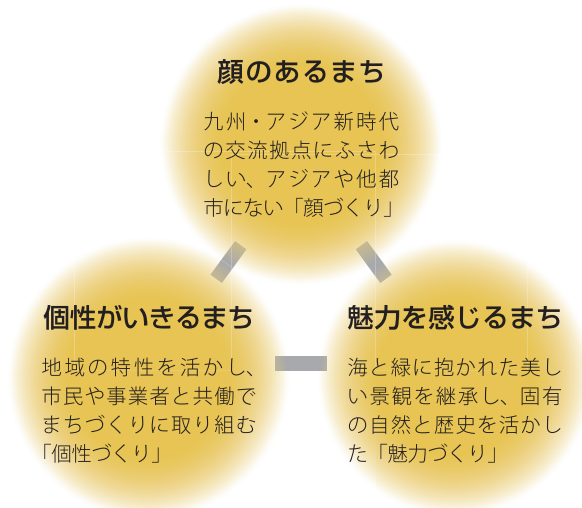 顔のあるまち
九州・アジア新時代
の交流拠点にふさわ
しい、アジアや他都
市にない「顔づくり」
個性がいきるまち
地域の特性を活かし、
市民や事業者と共働で
まちづくりに取り組む
「個性づくり」
魅力を感じるまち
海と緑に抱かれた美し
い景観を継承し、固有
の自然と歴史を活かし
た「魅力づくり」